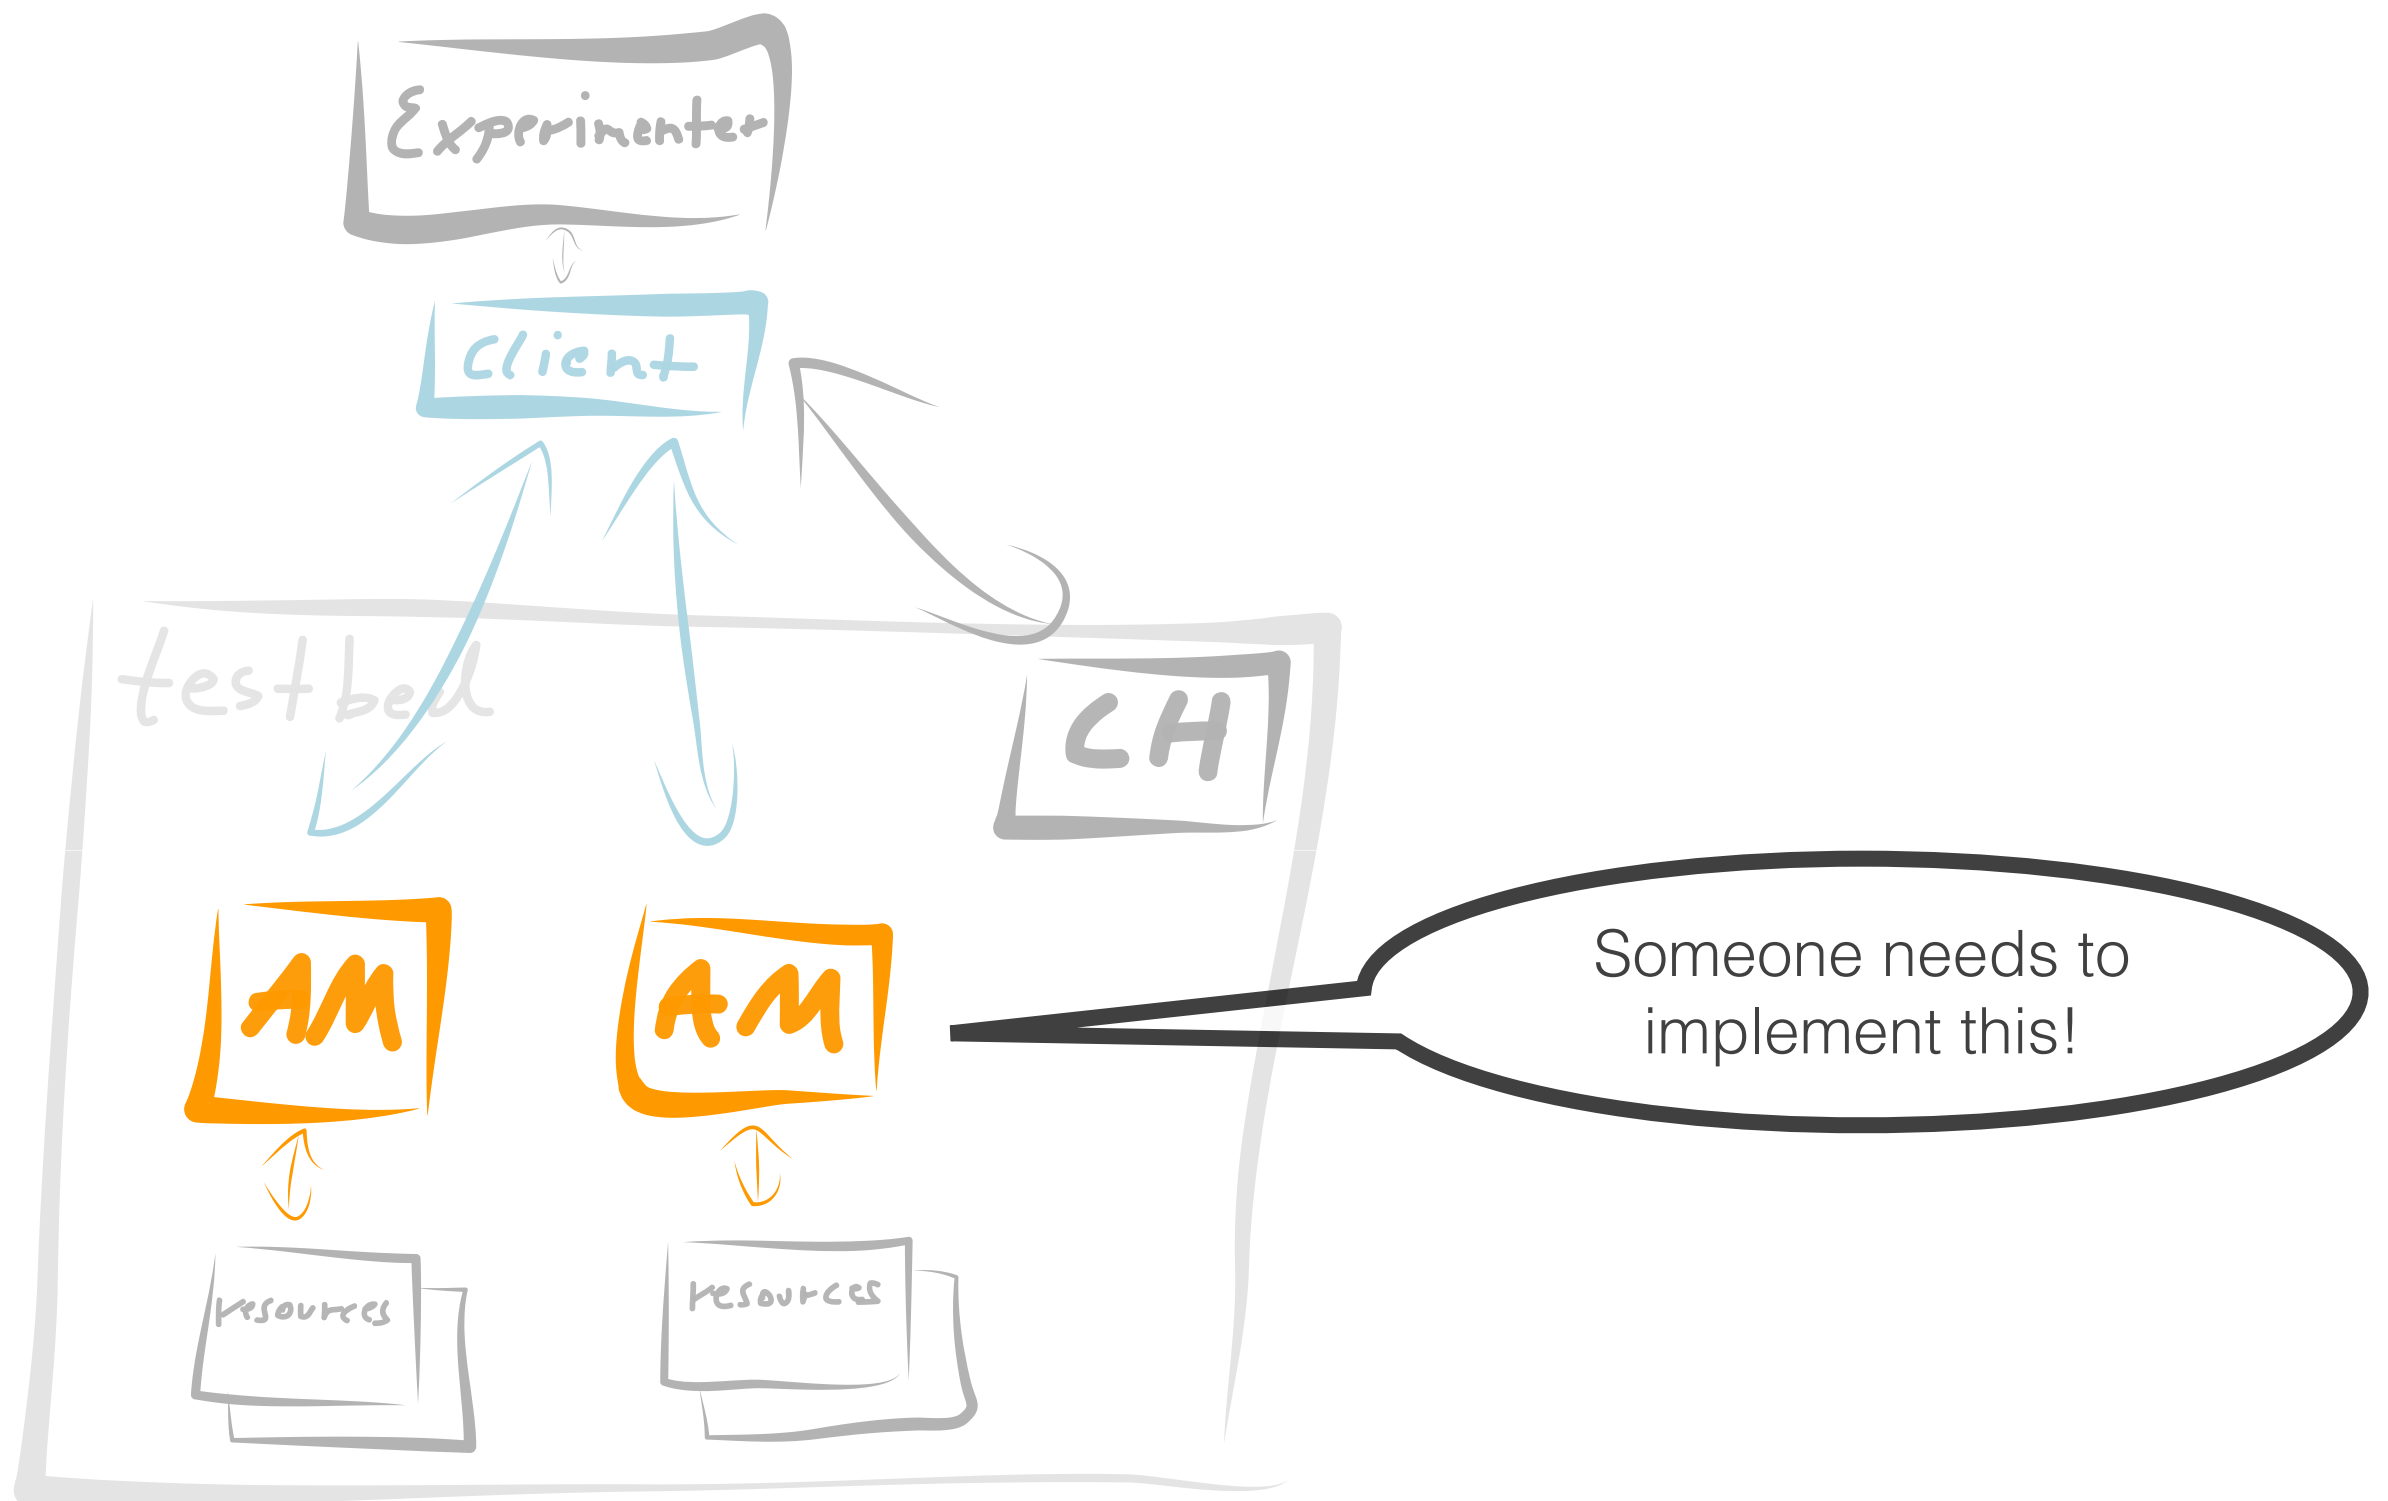 Experimenter
Client
testbed
CH
AM
AM
Someone needs to
implement this!
resources
resources